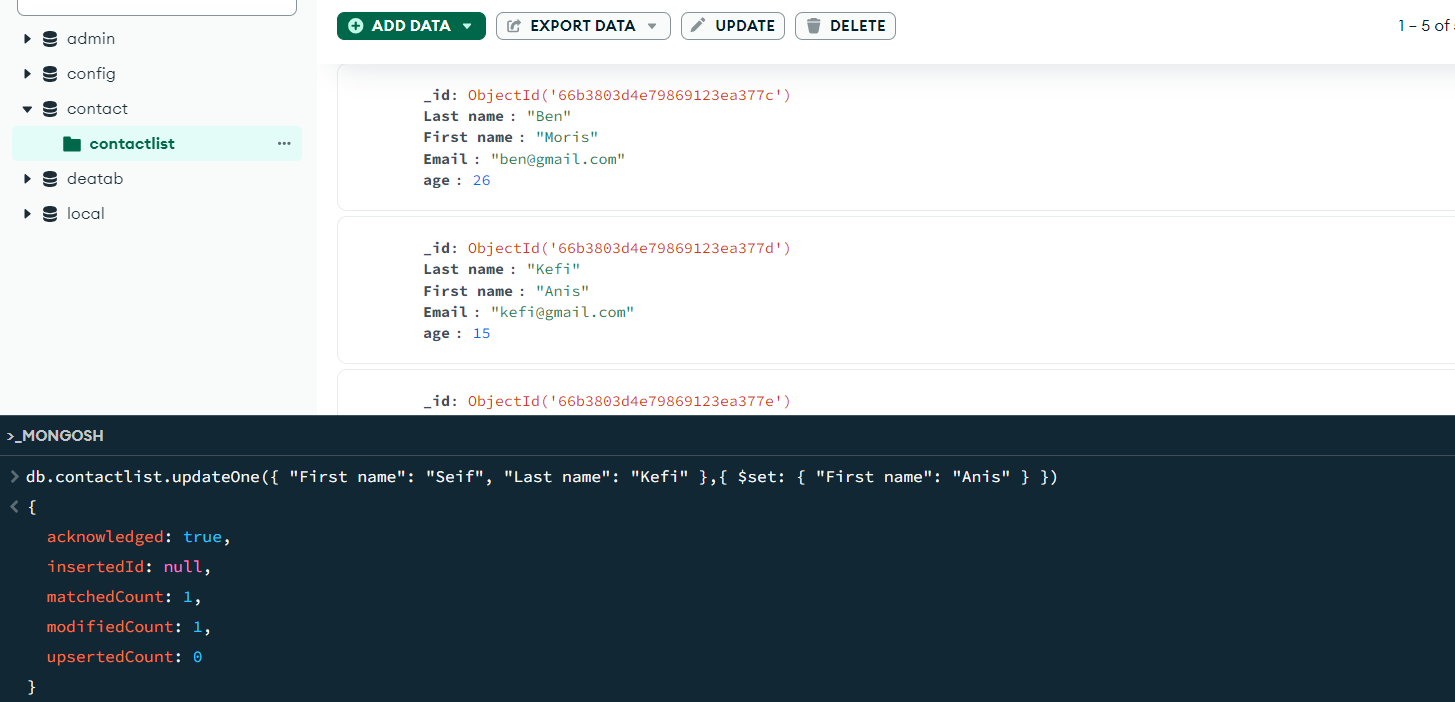 admin
config
contact
contactlist
deatab
local
ADD DATA EXPORT DATA UPDATE DELETE
1 – 5 of
_id: ObjectId('66b3803d4e79869123ea377c')
Last name : "Ben"
First name : "Moris"
Email : "ben@gmail.com"
age : 26
_id: ObjectId('66b3803d4e79869123ea377d')
Last name : "Kefi"
First name : "Anis"
Email : "kefi@gmail.com"
age : 15
_id: ObjectId('66b3803d4e79869123ea377e')
>_MONGOSH
> db.contactlist.updateOne({ "First name": "Seif", "Last name": "Kefi" },{ $set: { "First name": "Anis" } })
< {
acknowledged: true,
insertedId: null,
matchedCount: 1,
modifiedCount: 1,
upsertedCount: 0
}